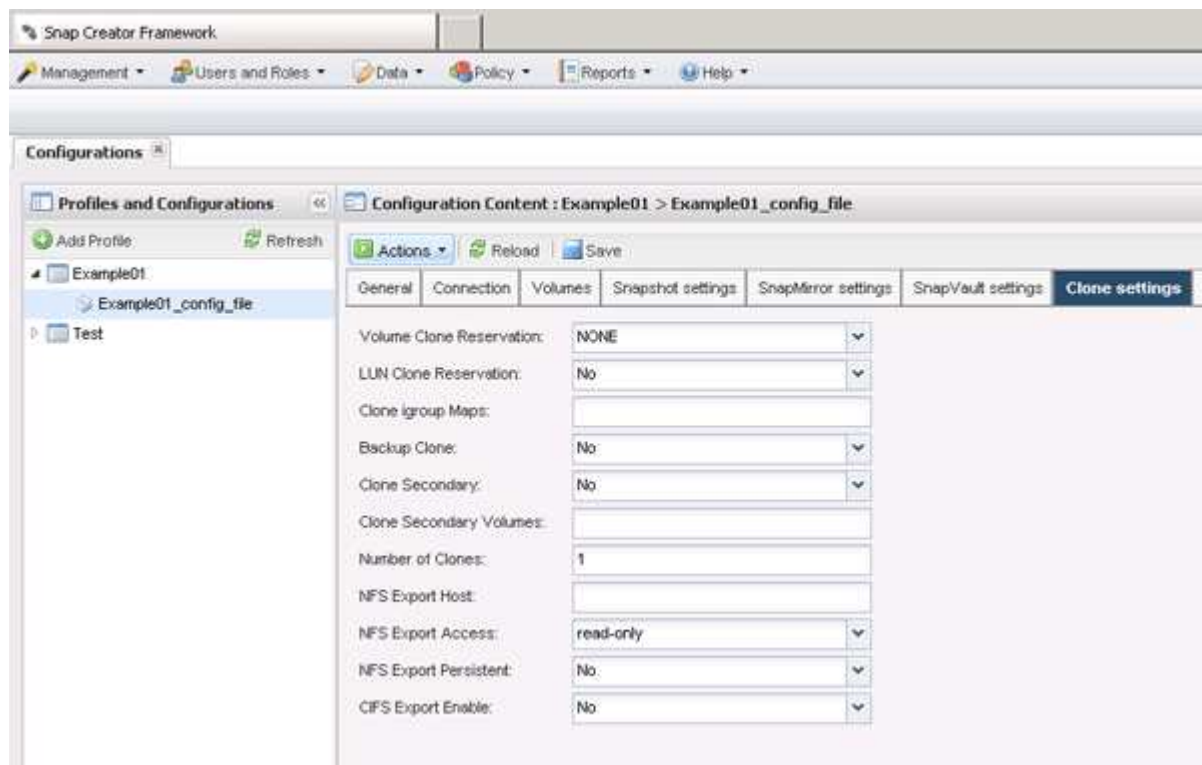 Snap Creator Framework
Management Users and Roles Data Policy Reports Help
Configurations
Profiles and Configurations
Add Profile Refresh
Example01
Example01_config_file
Test
Configuration Content : Example01 > Example01_config_file
Actions Reload Save
General Connection Volumes Snapshot settings SnapMirror settings SnapVault settings Clone settings
Volume Clone Reservation: NONE
LUN Clone Reservation: No
Clone igroup Maps:
Backup Clone: No
Clone Secondary: No
Clone Secondary Volumes:
Number of Clones: 1
NFS Export Host:
NFS Export Access: read-only
NFS Export Persistent: No
CIFS Export Enable: No